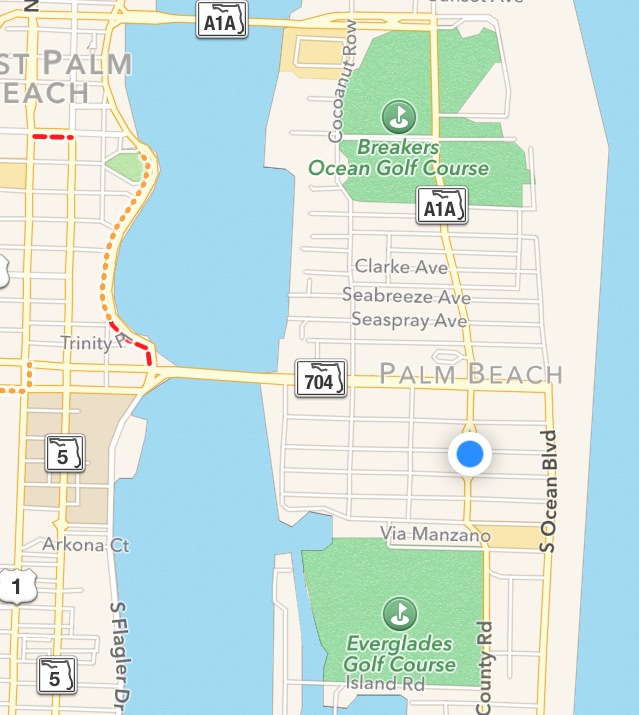 Sunset Ave
A1A
ST PALM
EACH
Cocoanut Row
Breakers
Ocean Golf Course
A1A
Clarke Ave
Seabreeze Ave
Seaspray Ave
Trinity P
704
PALM BEACH
5
S Ocean Blvd
Via Manzano
Arkona Ct
1
S Flagler Dr
Everglades
Golf Course
Island Rd
County Rd
5